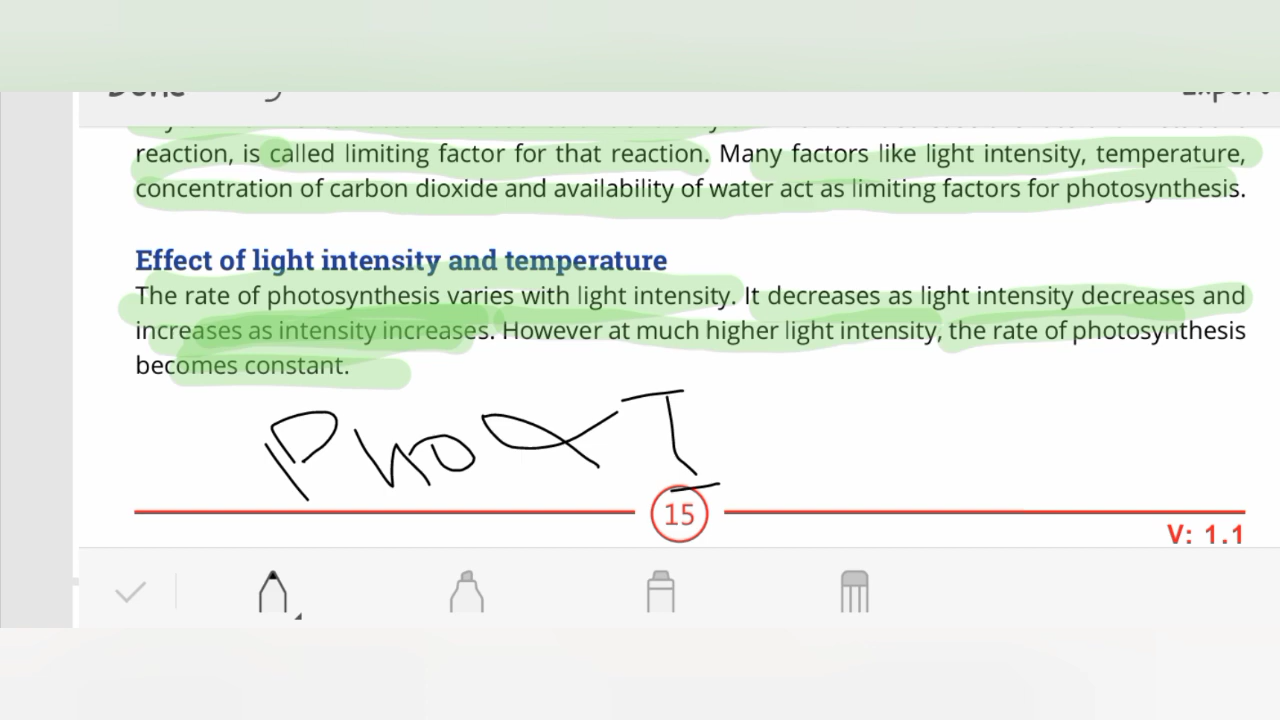 reaction, is called limiting factor for that reaction. Many factors like light intensity, temperature,
concentration of carbon dioxide and availability of water act as limiting factors for photosynthesis.
Effect of light intensity and temperature
The rate of photosynthesis varies with light intensity. It decreases as light intensity decreases and
increases as intensity increases. However at much higher light intensity, the rate of photosynthesis
becomes constant.
Pho ∝ I
15
V: 1.1